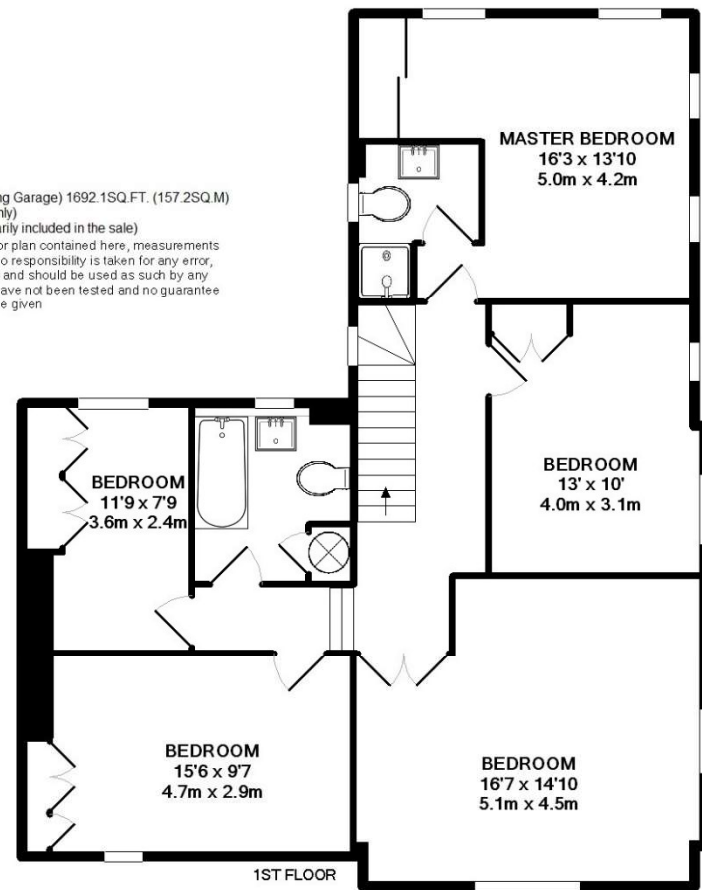 MASTER BEDROOM
16'3 x 13'10
5.0m x 4.2m
ng Garage) 1692.1SQ.FT. (157.2SQ.M)
nly)
arily included in the sale)
or plan contained here, measurements
o responsibility is taken for any error,
and should be used as such by any
ave not been tested and no guarantee
e given
BEDROOM
13' x 10'
4.0m x 3.1m
BEDROOM
11'9 x 7'9
3.6m x 2.4m
BEDROOM
15'6 x 9'7
4.7m x 2.9m
BEDROOM
16'7 x 14'10
5.1m x 4.5m
1ST FLOOR